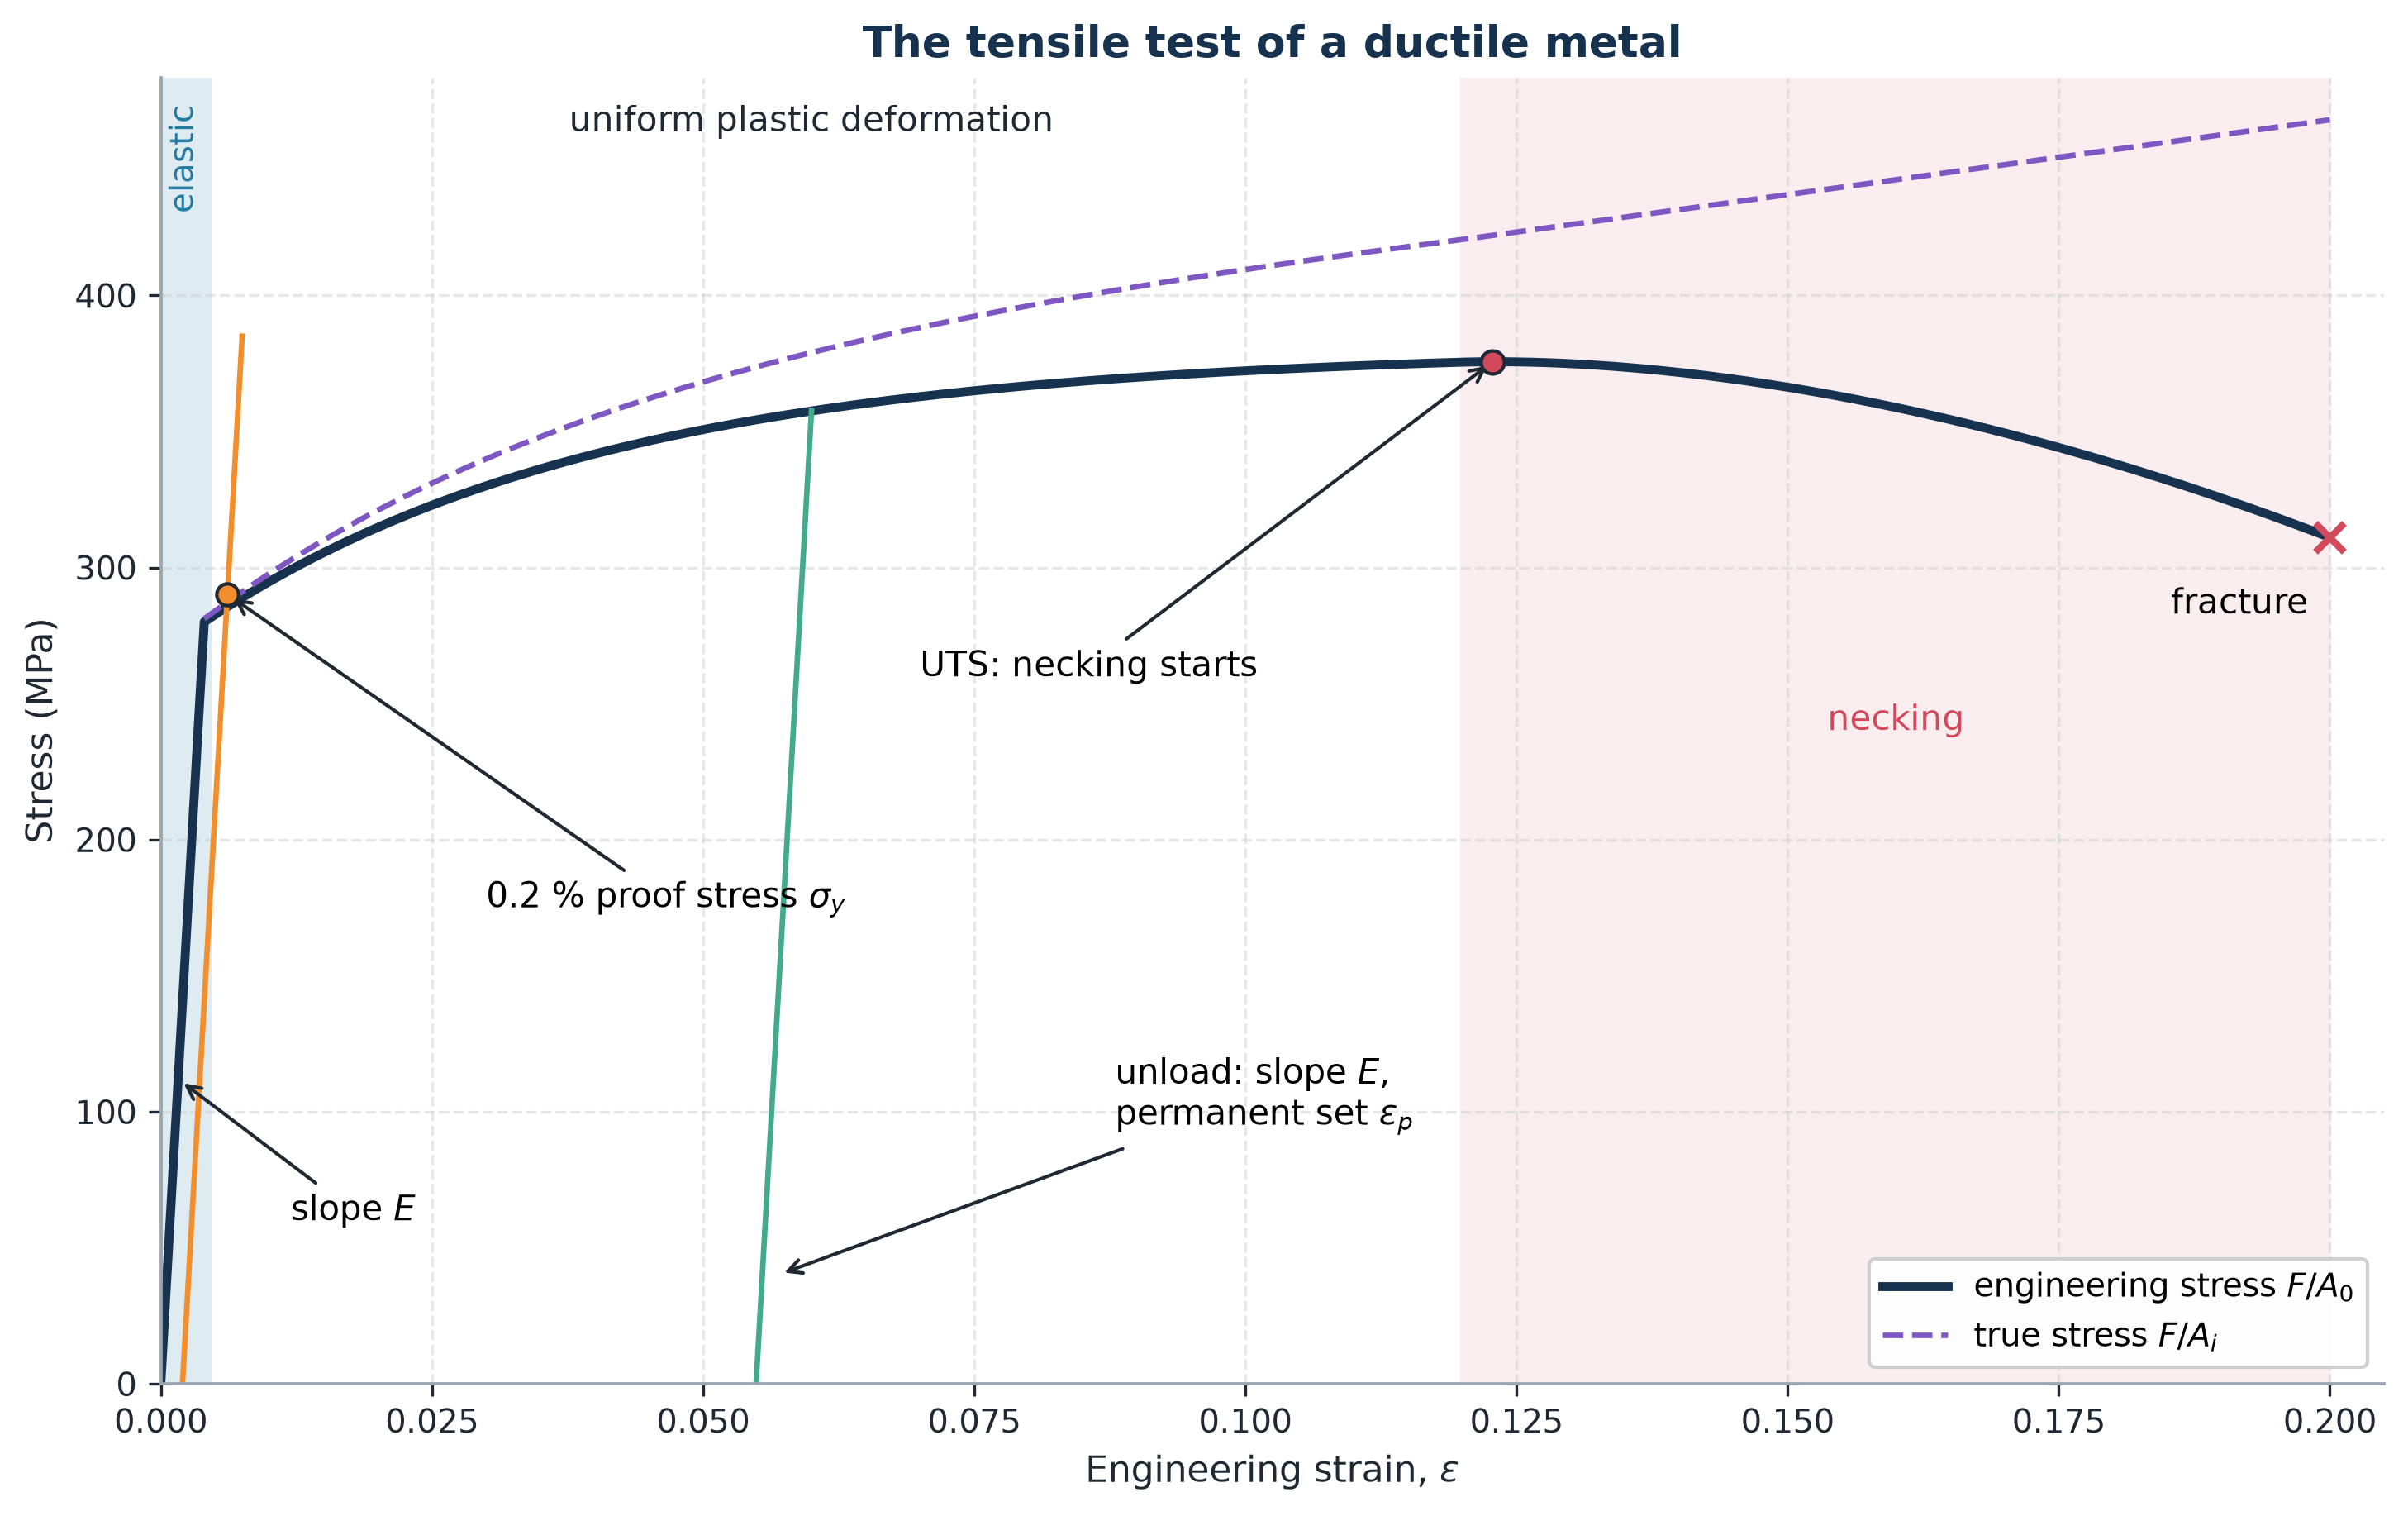 The tensile test of a ductile metal
elastic
uniform plastic deformation
400
300
200
100
0
Stress (MPa)
fracture
UTS: necking starts
necking
0.2 % proof stress σ_y
unload: slope E,
permanent set ε_p
slope E
engineering stress F/A₀
true stress F/A_i
0.000 0.025 0.050 0.075 0.100 0.125 0.150 0.175 0.200
Engineering strain, ε